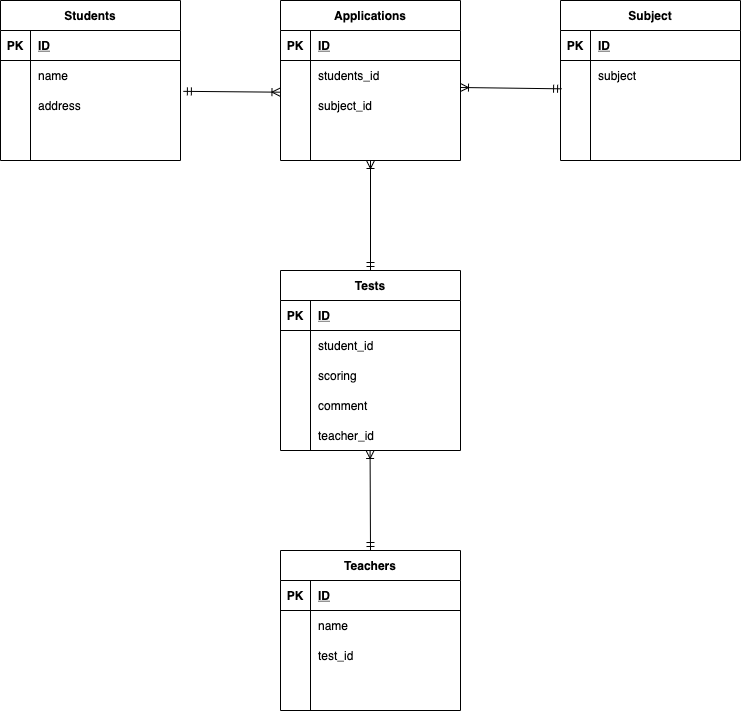 Students
PK ID
name
address
Applications
PK ID
students_id
subject_id
Subject
PK ID
subject
Tests
PK ID
student_id
scoring
comment
teacher_id
Teachers
PK ID
name
test_id